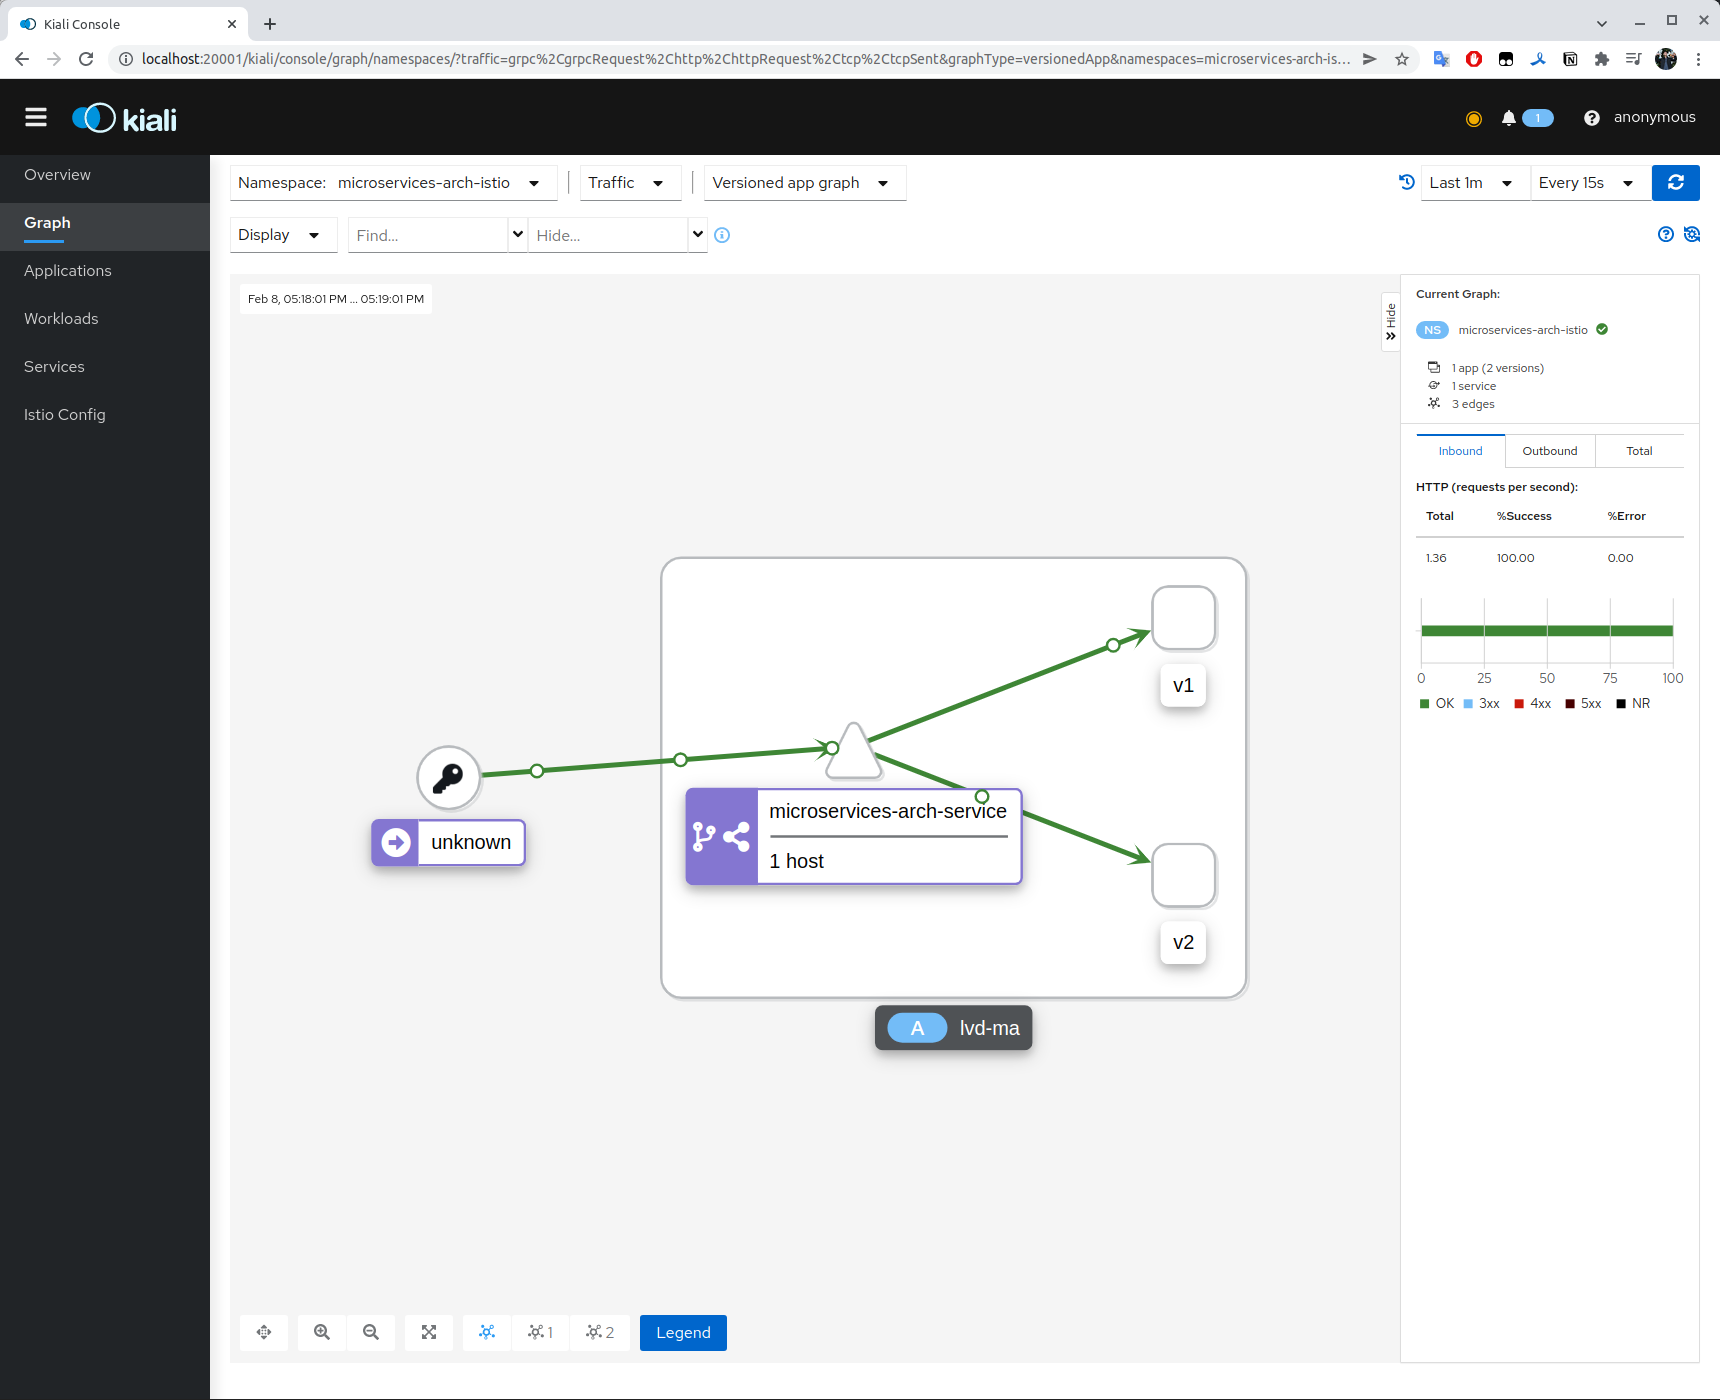 Kiali Console
localhost:20001/kiali/console/graph/namespaces/?traffic=grpc%2CgrpcRequest%2Chttp%2ChttpRequest%2Ctcp%2CtcpSent&graphType=versionedApp&namespaces=microservices-arch-is...
kiali
1
anonymous
Overview
Graph
Applications
Workloads
Services
Istio Config
Namespace: microservices-arch-istio
Traffic
Versioned app graph
Last 1m
Every 15s
Display
Find...
Hide...
Feb 8, 05:18:01 PM ... 05:19:01 PM
Hide
Current Graph:
NS microservices-arch-istio
1 app (2 versions)
1 service
3 edges
Inbound Outbound Total
HTTP (requests per second):
Total %Success %Error
1.36 100.00 0.00
0 25 50 75 100
OK 3xx 4xx 5xx NR
v1
microservices-arch-service
1 host
unknown
v2
A lvd-ma
1
2
Legend